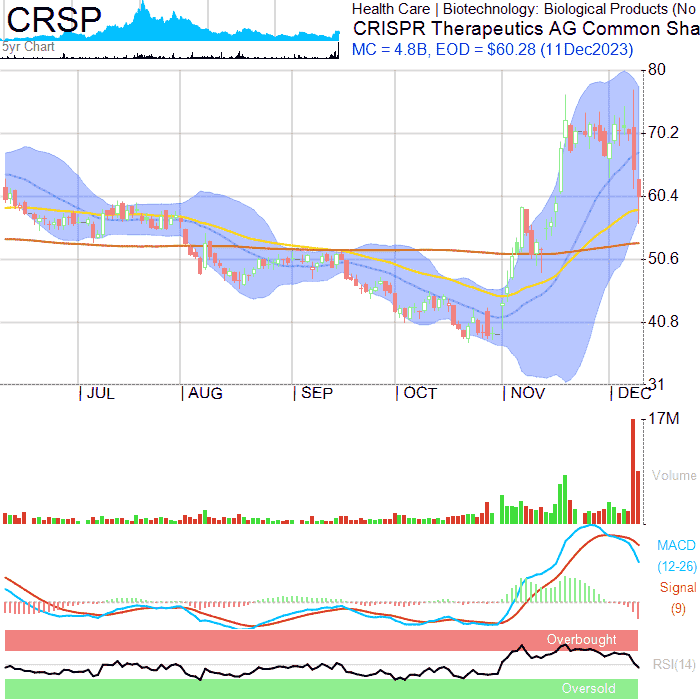 CRSP
5yr Chart
Health Care | Biotechnology: Biological Products (No
CRISPR Therapeutics AG Common Sha
MC = 4.8B, EOD = $60.28 (11Dec2023)
80
70.2
60.4
50.6
40.8
31
JUL AUG SEP OCT NOV DEC
17M
Volume
MACD
(12-26)
Signal
(9)
Overbought
RSI(14)
Oversold